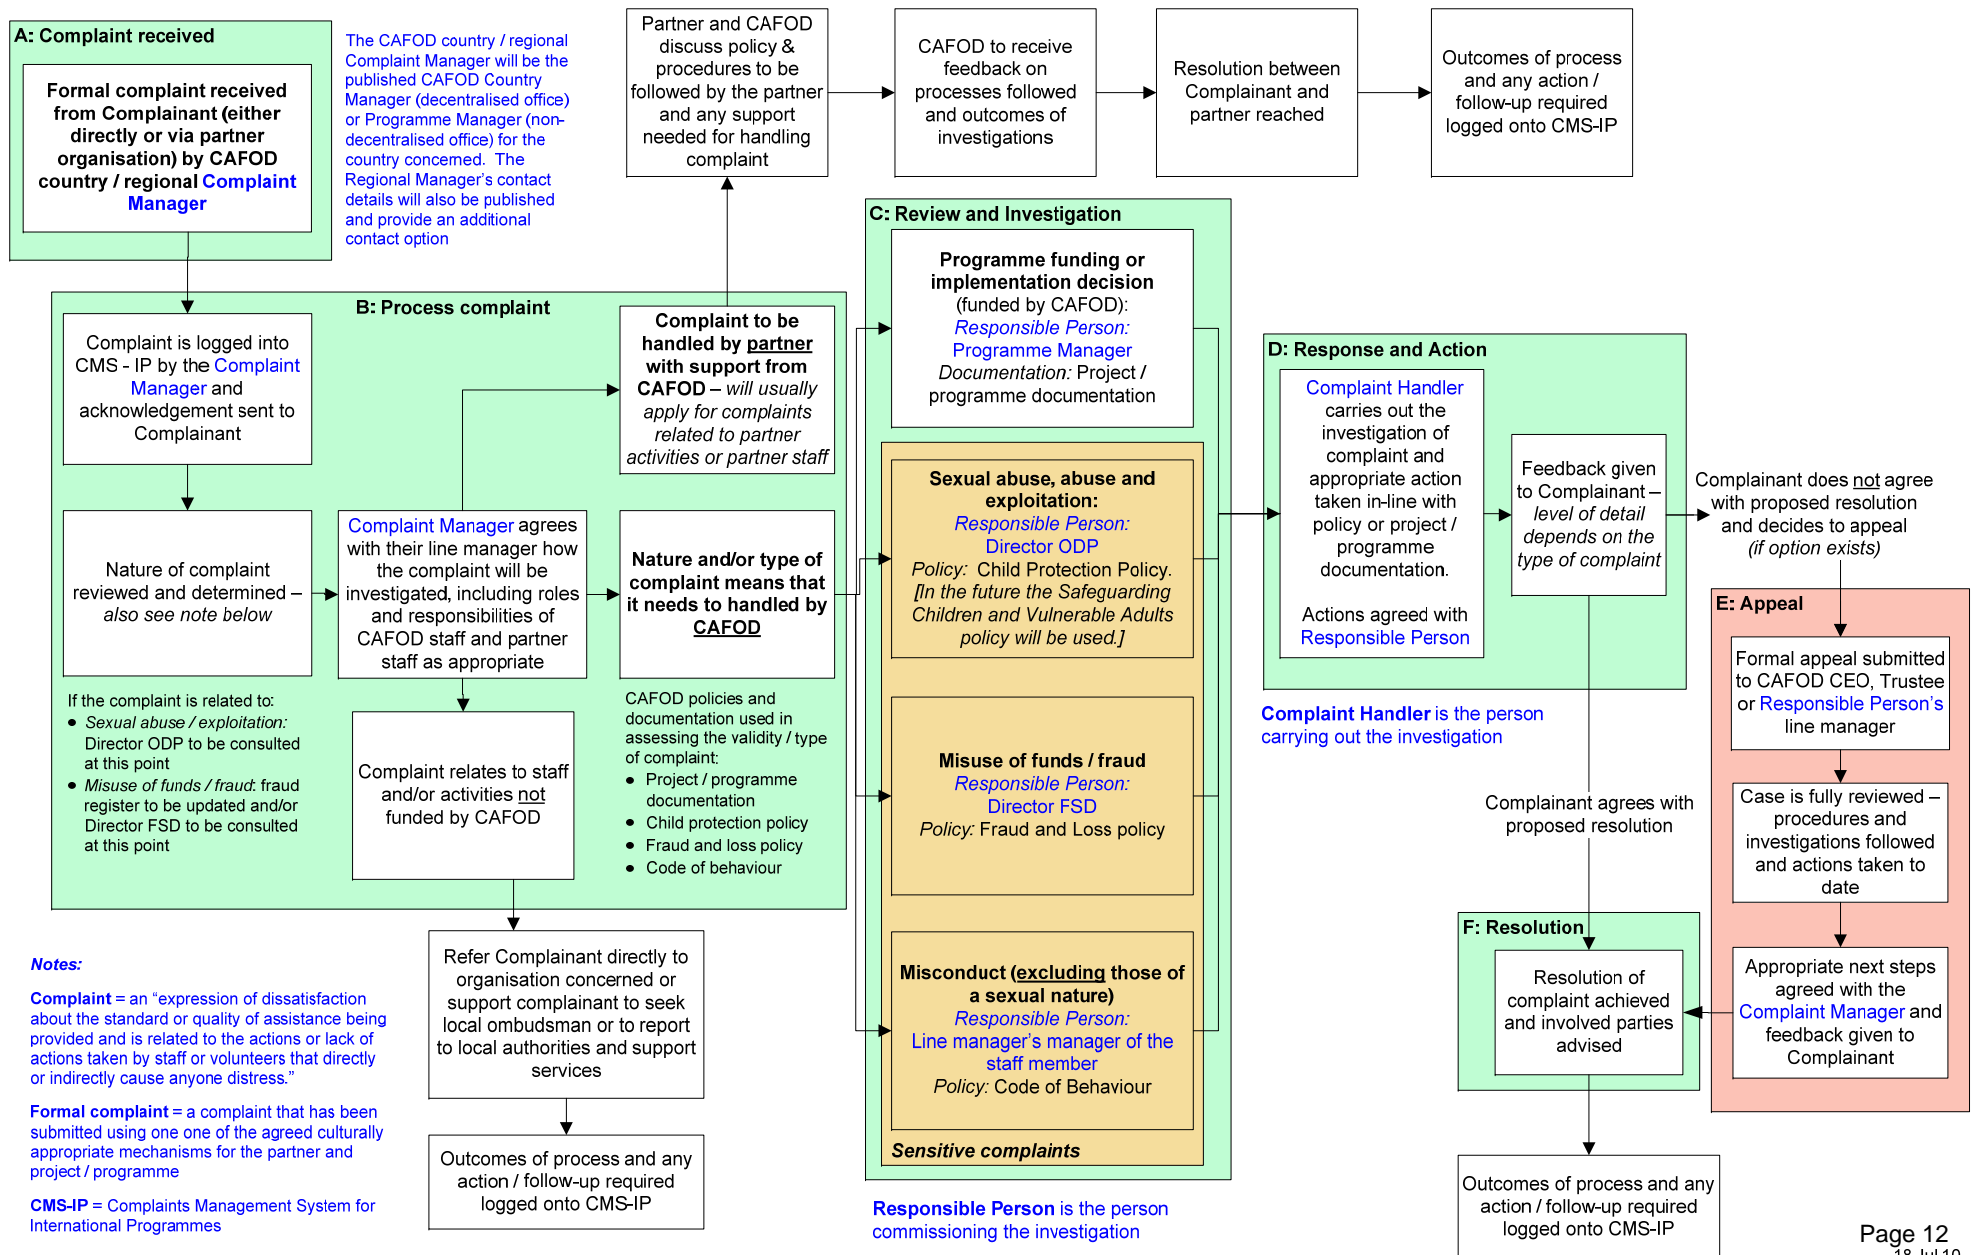 A: Complaint received
Formal complaint received
from Complainant (either
directly or via partner
organisation) by CAFOD
country / regional Complaint
Manager
The CAFOD country / regional
Complaint Manager will be the
published CAFOD Country
Manager (decentralised office)
or Programme Manager (non-
decentralised office) for the
country concerned. The
Regional Manager's contact
details will also be published
and provide an additional
contact option
Partner and CAFOD
discuss policy &
procedures to be
followed by the partner
and any support
needed for handling
complaint
CAFOD to receive
feedback on
processes followed
and outcomes of
investigations
Resolution between
Complainant and
partner reached
Outcomes of process
and any action /
follow-up required
logged onto CMS-IP
B: Process complaint
Complaint is logged into
CMS - IP by the Complaint
Manager and
acknowledgement sent to
Complainant
Nature of complaint
reviewed and determined –
also see note below
If the complaint is related to:
● Sexual abuse / exploitation:
Director ODP to be consulted
at this point
● Misuse of funds / fraud: fraud
register to be updated and/or
Director FSD to be consulted
at this point
Complaint Manager agrees
with their line manager how
the complaint will be
investigated, including roles
and responsibilities of
CAFOD staff and partner
staff as appropriate
Complaint relates to staff
and/or activities not
funded by CAFOD
Complaint to be
handled by partner
with support from
CAFOD – will usually
apply for complaints
related to partner
activities or partner staff
Nature and/or type of
complaint means that
it needs to handled by
CAFOD
CAFOD policies and
documentation used in
assessing the validity / type
of complaint:
● Project / programme
documentation
● Child protection policy
● Fraud and loss policy
● Code of behaviour
Refer Complainant directly to
organisation concerned or
support complainant to seek
local ombudsman or to report
to local authorities and support
services
Outcomes of process and any
action / follow-up required
logged onto CMS-IP
C: Review and Investigation
Programme funding or
implementation decision
(funded by CAFOD):
Responsible Person:
Programme Manager
Documentation: Project /
programme documentation
Sexual abuse, abuse and
exploitation:
Responsible Person:
Director ODP
Policy: Child Protection Policy.
[In the future the Safeguarding
Children and Vulnerable Adults
policy will be used.]
Misuse of funds / fraud
Responsible Person:
Director FSD
Policy: Fraud and Loss policy
Misconduct (excluding those of
a sexual nature)
Responsible Person:
Line manager's manager of the
staff member
Policy: Code of Behaviour
Sensitive complaints
Responsible Person is the person
commissioning the investigation
D: Response and Action
Complaint Handler
carries out the
investigation of
complaint and
appropriate action
taken in-line with
policy or project /
programme
documentation.
Actions agreed with
Responsible Person
Feedback given
to Complainant –
level of detail
depends on the
type of complaint
Complaint Handler is the person
carrying out the investigation
Complainant does not agree
with proposed resolution
and decides to appeal
(if option exists)
E: Appeal
Formal appeal submitted
to CAFOD CEO, Trustee
or Responsible Person's
line manager
Case is fully reviewed –
procedures and
investigations followed
and actions taken to
date
Appropriate next steps
agreed with the
Complaint Manager and
feedback given to
Complainant
Complainant agrees with
proposed resolution
F: Resolution
Resolution of
complaint achieved
and involved parties
advised
Outcomes of process and any
action / follow-up required
logged onto CMS-IP
Notes:
Complaint = an “expression of dissatisfaction
about the standard or quality of assistance being
provided and is related to the actions or lack of
actions taken by staff or volunteers that directly
or indirectly cause anyone distress.”
Formal complaint = a complaint that has been
submitted using one one of the agreed culturally
appropriate mechanisms for the partner and
project / programme
CMS-IP = Complaints Management System for
International Programmes
Page 12
18 Jul 10